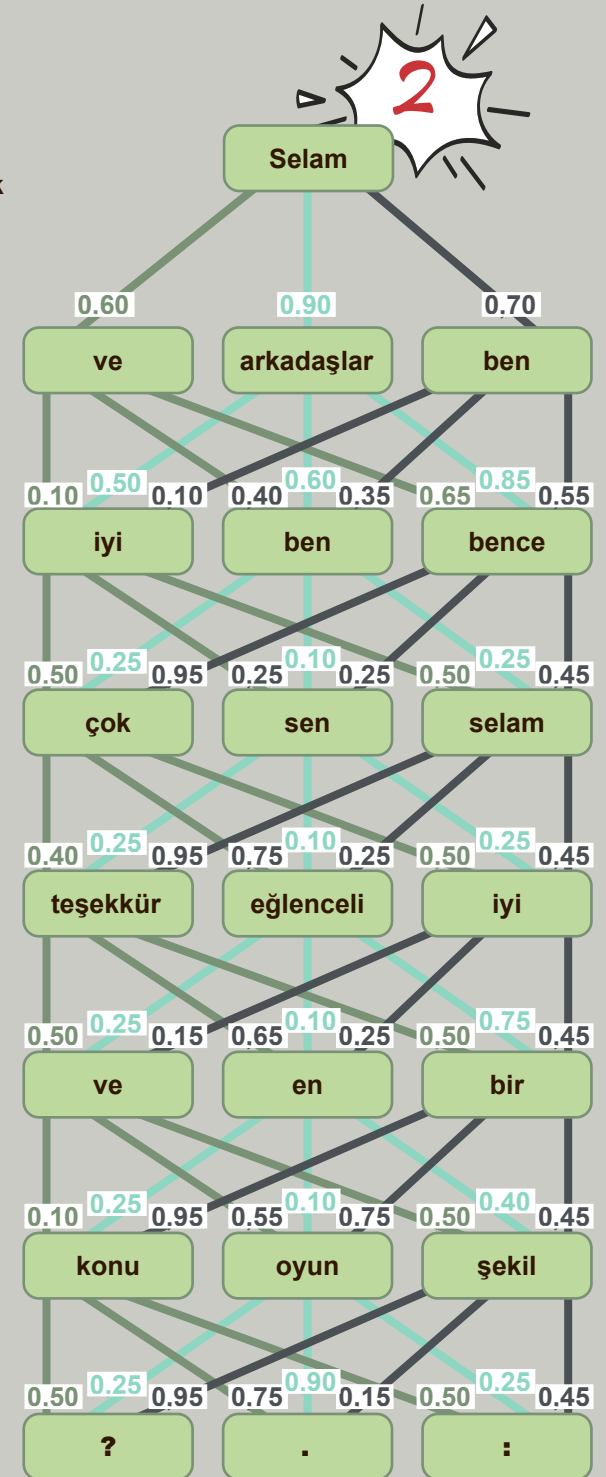 2
Selam
k
0.60 0.90 0.70
ve arkadaşlar ben
0.10 0.50 0.10 0.40 0.60 0.35 0.65 0.85 0.55
iyi ben bence
0.50 0.25 0.95 0.25 0.10 0.25 0.50 0.25 0.45
çok sen selam
0.40 0.25 0.95 0.75 0.10 0.25 0.50 0.25 0.45
teşekkür eğlenceli iyi
0.50 0.25 0.15 0.65 0.10 0.25 0.50 0.75 0.45
ve en bir
0.10 0.25 0.95 0.55 0.10 0.75 0.50 0.40 0.45
konu oyun şekil
0.50 0.25 0.95 0.75 0.90 0.15 0.50 0.25 0.45
? . :